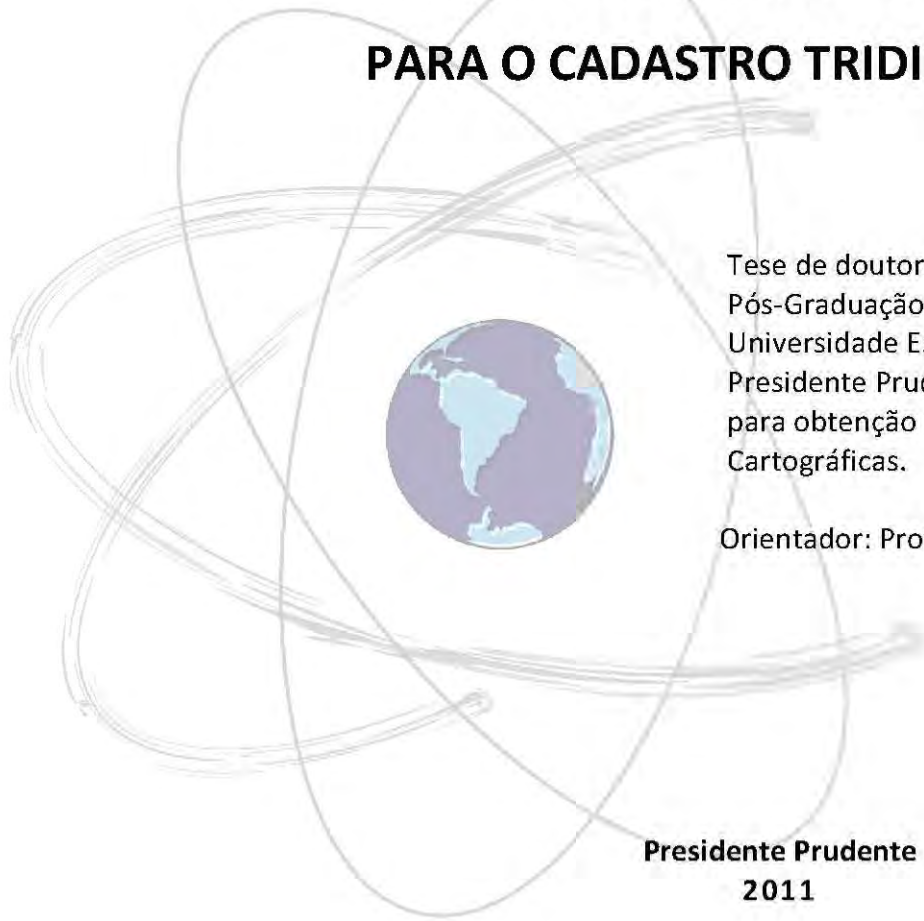 PARA O CADASTRO TRIDI
Tese de doutor
Pós-Graduação
Universidade E
Presidente Pru
para obtenção
Cartográficas.
Orientador: Pro
Presidente Prudente
2011